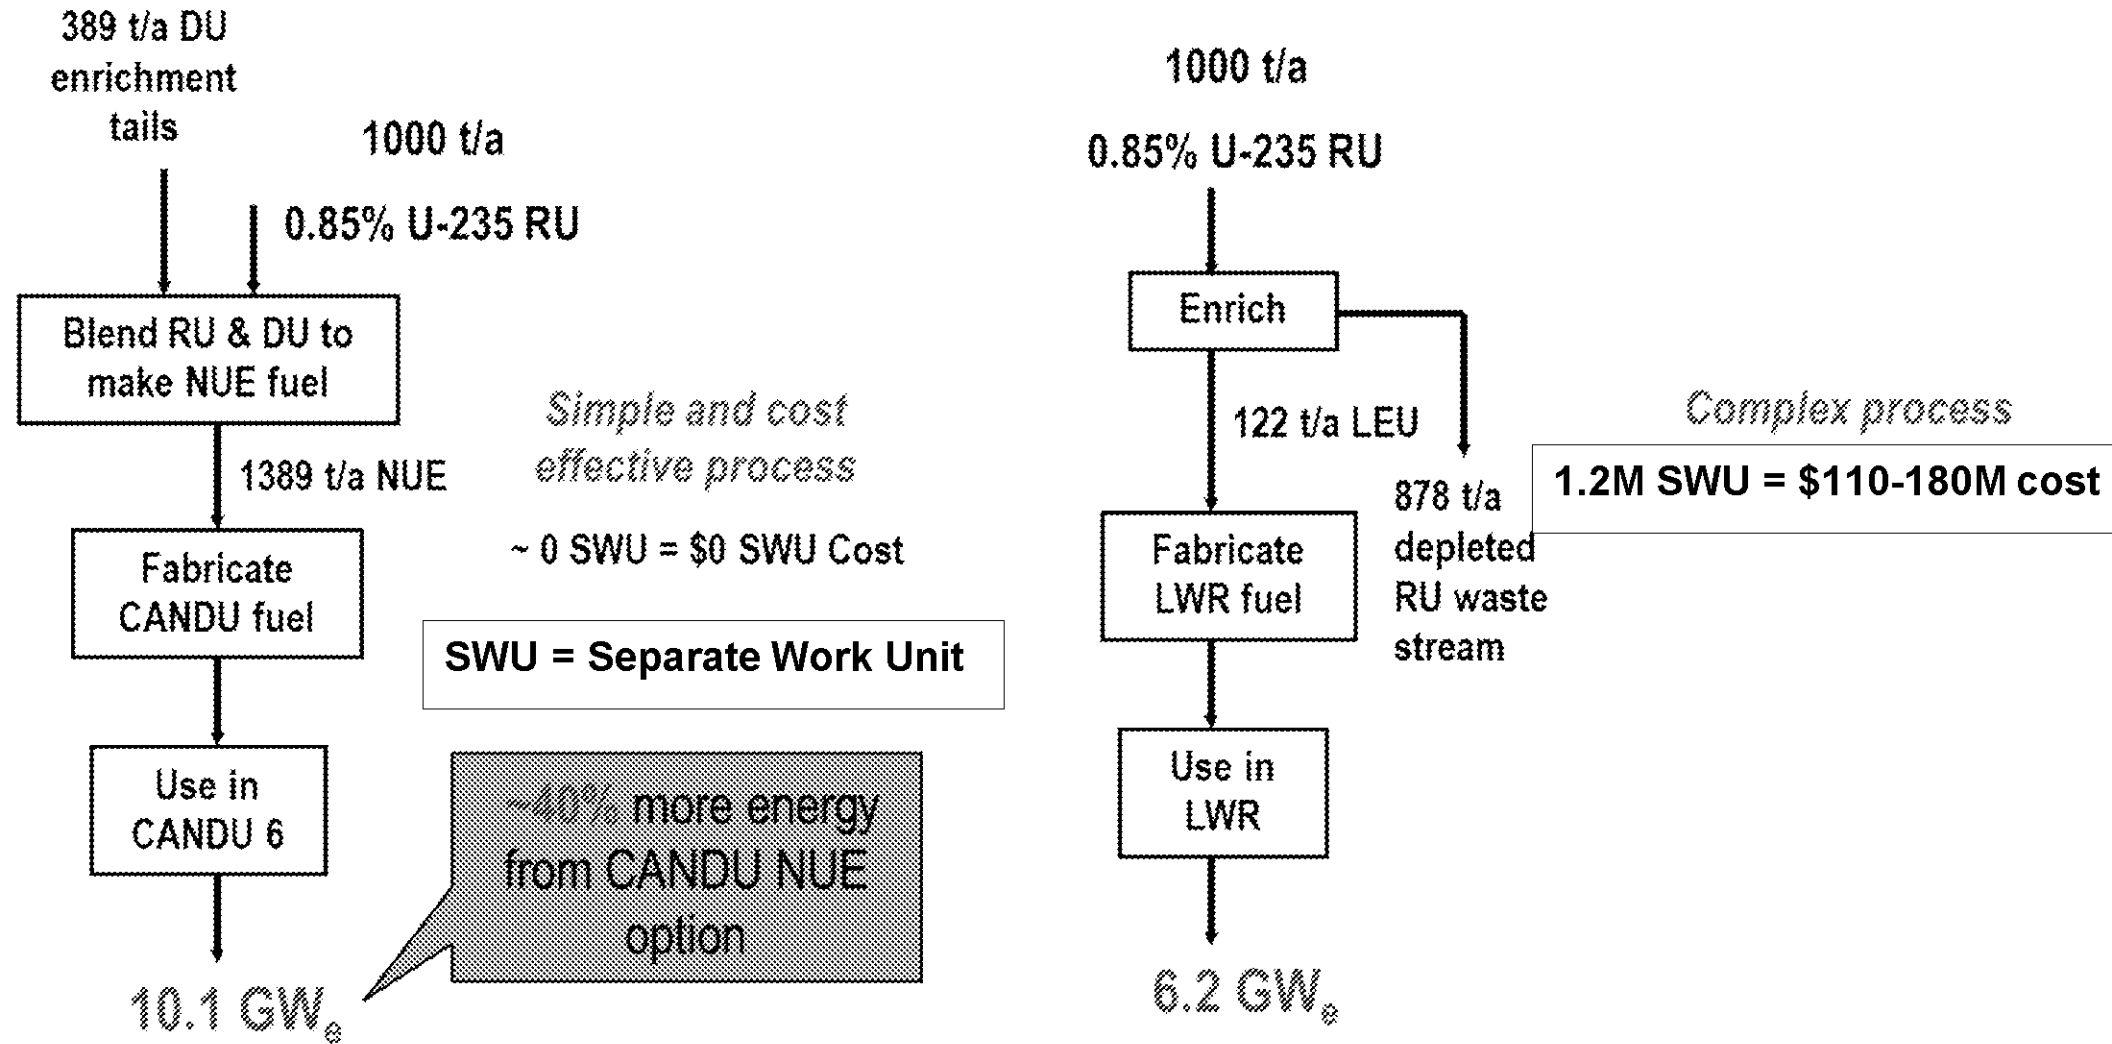 389 t/a DU
enrichment
tails
1000 t/a
0.85% U-235 RU
Blend RU & DU to
make NUE fuel
1389 t/a NUE
Simple and cost
effective process
~ 0 SWU = $0 SWU Cost
Fabricate
CANDU fuel
SWU = Separate Work Unit
Use in
CANDU 6
~40% more energy
from CANDU NUE
option
10.1 GWe
1000 t/a
0.85% U-235 RU
Enrich
122 t/a LEU
Complex process
1.2M SWU = $110-180M cost
878 t/a
depleted
RU waste
stream
Fabricate
LWR fuel
Use in
LWR
6.2 GWe